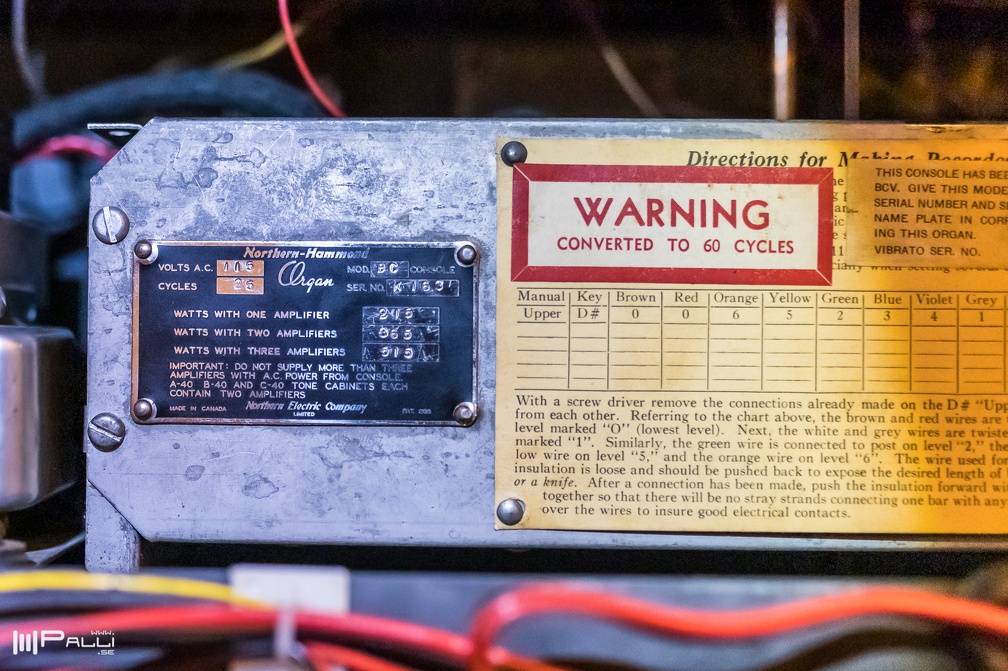 Northern-Hammond
Organ
VOLTS A.C. 115
CYCLES 25
MOD. BC CONSOLE
SER. NO.
WATTS WITH ONE AMPLIFIER 215
WATTS WITH TWO AMPLIFIERS 365
WATTS WITH THREE AMPLIFIERS 515
IMPORTANT: DO NOT SUPPLY MORE THAN THREE
AMPLIFIERS WITH A.C. POWER FROM CONSOLE.
A-40 B-40 AND C-40 TONE CABINETS EACH
CONTAIN TWO AMPLIFIERS
MADE IN CANADA Northern Electric Company
LIMITED
Directions for Making Recorde
WARNING
CONVERTED TO 60 CYCLES
THIS CONSOLE HAS BEE
BCV. GIVE THIS MODE
SERIAL NUMBER AND SE
NAME PLATE IN CORR
ING THIS ORGAN.
VIBRATO SER. NO.
Manual Key Brown Red Orange Yellow Green Blue Violet Grey
Upper D# 0 0 6 5 2 3 4 1
With a screw driver remove the connections already made on the D# "Upp
from each other. Referring to the chart above, the brown and red wires are
level marked "O" (lowest level). Next, the white and grey wires are twiste
marked "1". Similarly, the green wire is connected to post on level "2," the
low wire on level "5," and the orange wire on level "6". The wire used for
insulation is loose and should be pushed back to expose the desired length of
or a knife. After a connection has been made, push the insulation forward wi
together so that there will be no stray strands connecting one bar with any
over the wires to insure good electrical contacts.
www.
PALLI
.SE